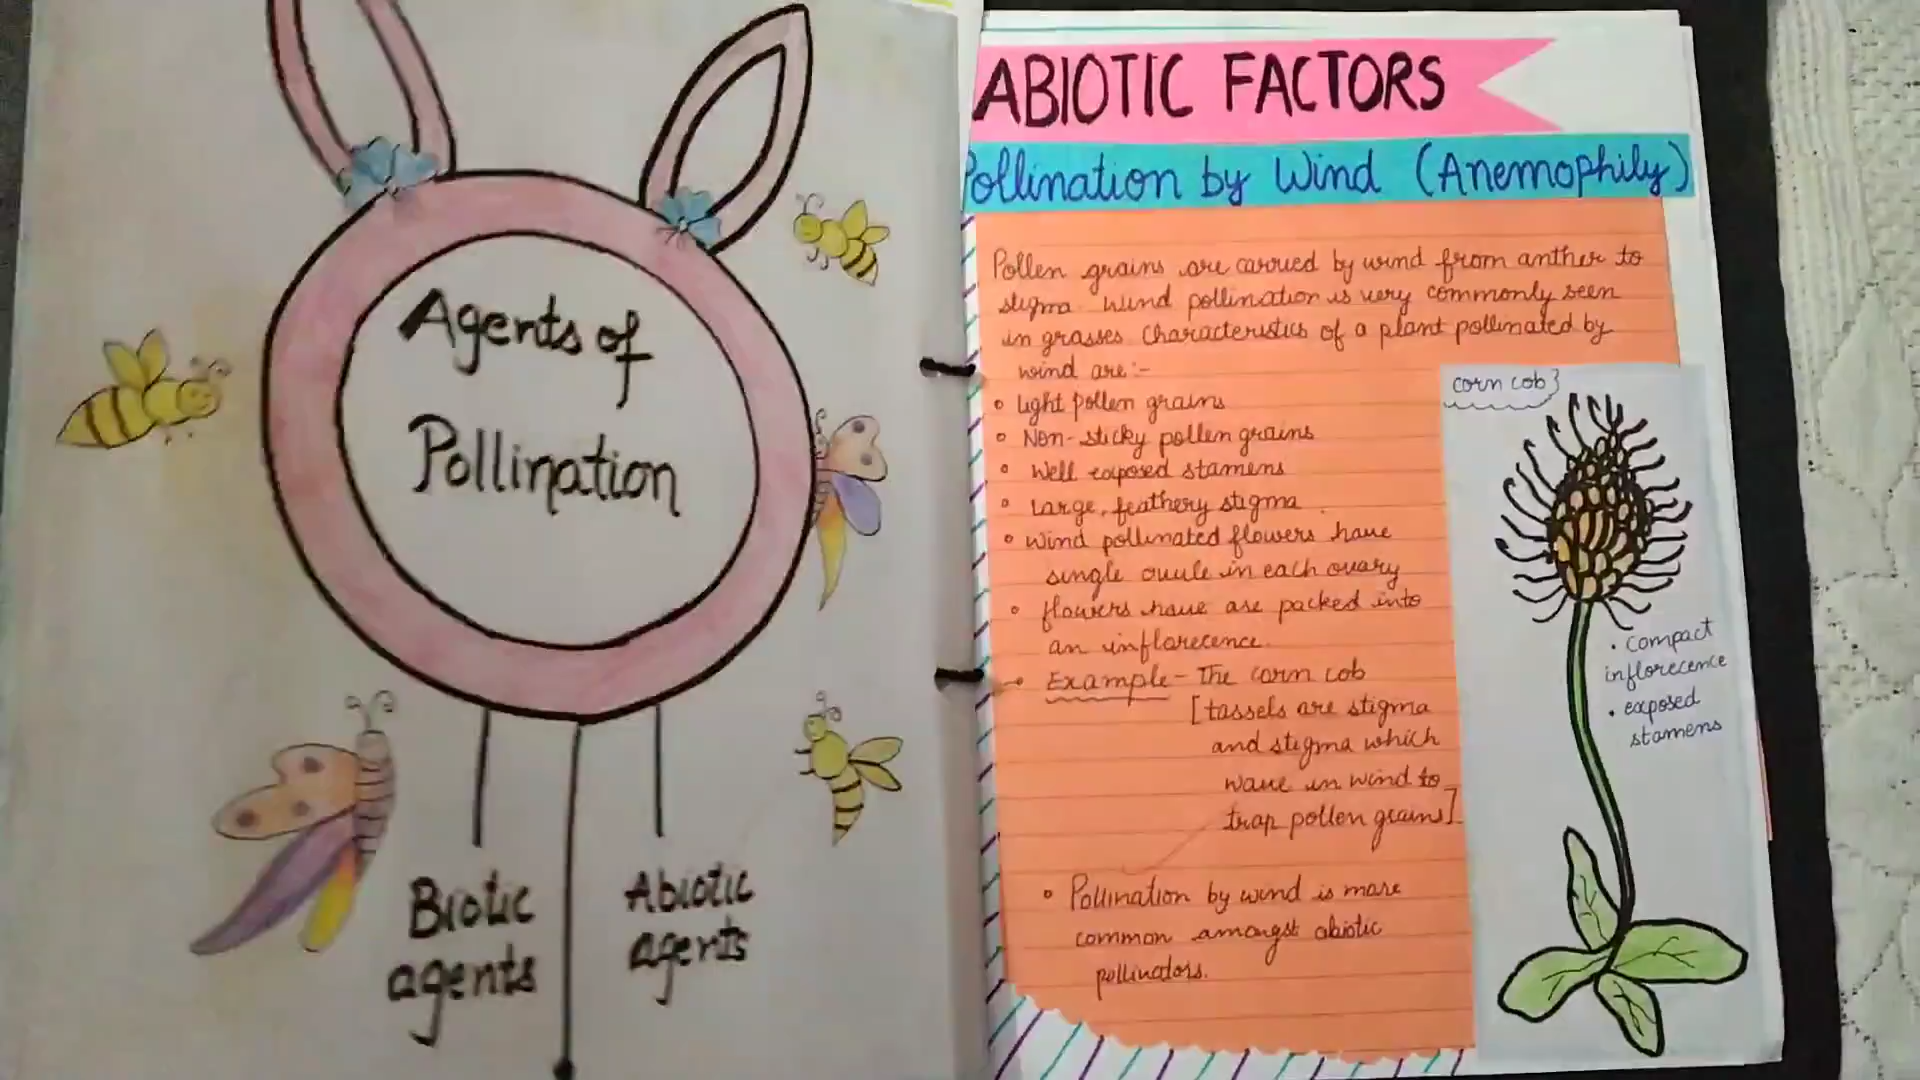 Agents of
Pollination
Biotic
agents
Abiotic
agents
ABIOTIC FACTORS
Pollination by Wind (Anemophily)
Pollen grains are carried by wind from anther to
stigma. Wind pollination is very commonly seen
in grasses. Characteristics of a plant pollinated by
wind are:-
light pollen grains
Non-sticky pollen grains
Well exposed stamens
Large, feathery stigma
Wind pollinated flowers have
single ovule in each ovary
flowers have are packed into
an inflorecence.
Example - The corn cob
[tassels are stigma
and stigma which
wave in wind to
trap pollen grains]
Pollination by wind is more
common amongst abiotic
pollinators.
corn cob}
• compact
inflorecence
• exposed
stamens